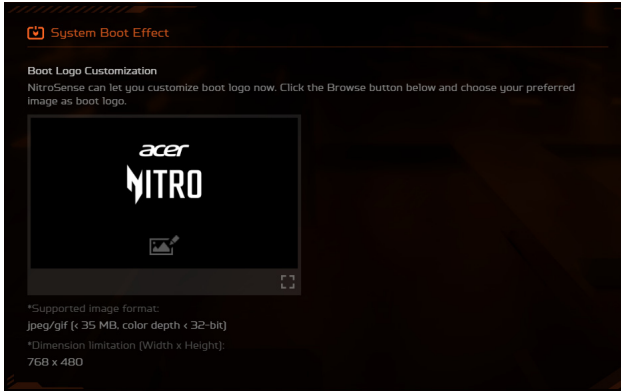 System Boot Effect
Boot Logo Customization
NitroSense can let you customize boot logo now. Click the Browse button below and choose your preferred
image as boot logo.
acer
NITRO
*Supported image format:
jpeg/gif (< 35 MB, color depth < 32-bit)
*Dimension limitation (Width x Height):
768 x 480